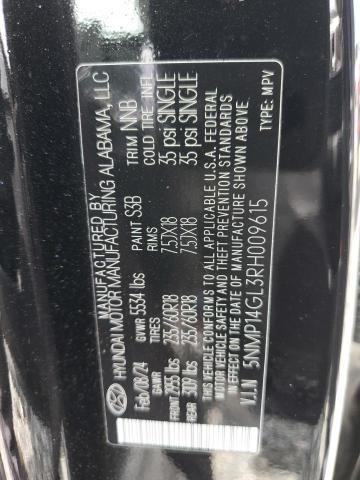 MANUFACTURED BY
HYUNDAI MOTOR MANUFACTURING ALABAMA, LLC
Feb/08/24 GVWR 5534 lbs PAINT S3B TRIM NNB
GAWR TIRES RIMS COLD TIRE INFL
FRONT 2855 lbs 235/60R18 7.5JX18 35 psi SINGLE
REAR 3019 lbs 235/60R18 7.5JX18 35 psi SINGLE
THIS VEHICLE CONFORMS TO ALL APPLICABLE U.S.A. FEDERAL
MOTOR VEHICLE SAFETY AND THEFT PREVENTION STANDARDS
IN EFFECT ON THE DATE OF MANUFACTURE SHOWN ABOVE.
V.I.N 5NMP14GL3RH009615 TYPE: MPV